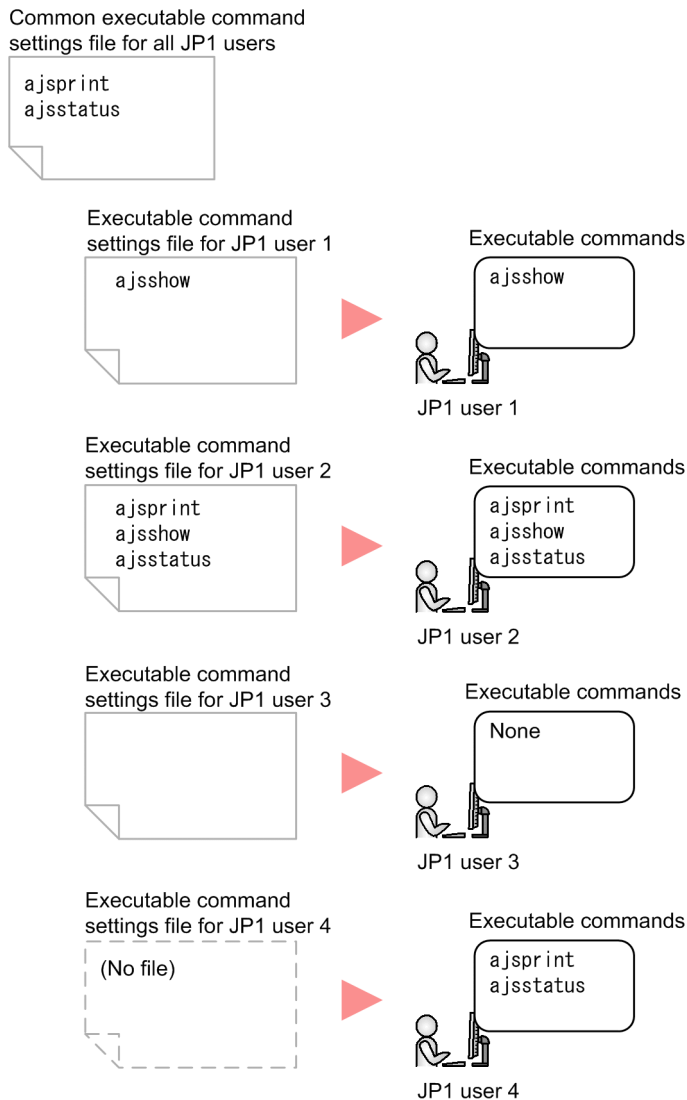 Common executable command
settings file for all JP1 users
ajsprint
ajsstatus
Executable command
settings file for JP1 user 1
ajsshow
Executable commands
ajsshow
JP1 user 1
Executable command
settings file for JP1 user 2
ajsprint
ajsshow
ajsstatus
Executable commands
ajsprint
ajsshow
ajsstatus
JP1 user 2
Executable command
settings file for JP1 user 3
Executable commands
None
JP1 user 3
Executable command
settings file for JP1 user 4
(No file)
Executable commands
ajsprint
ajsstatus
JP1 user 4